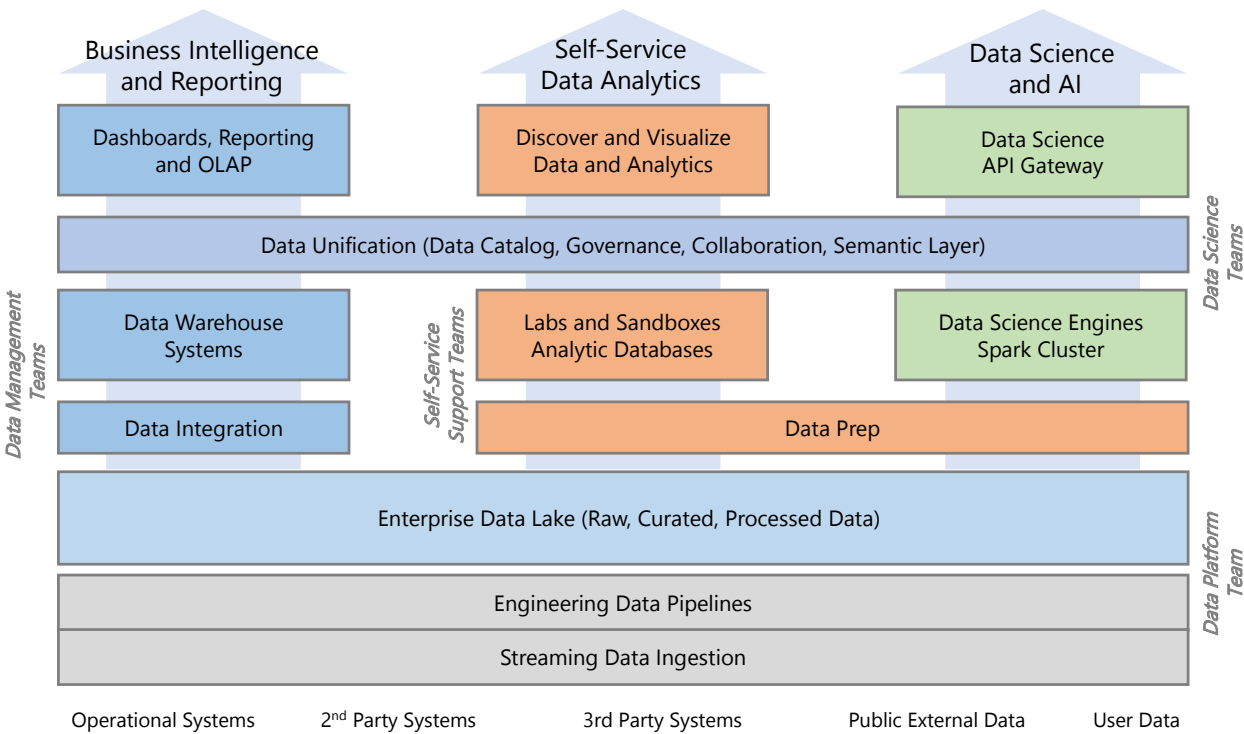 Business Intelligence
and Reporting
Self-Service
Data Analytics
Data Science
and AI
Dashboards, Reporting
and OLAP
Discover and Visualize
Data and Analytics
Data Science
API Gateway
Data Unification (Data Catalog, Governance, Collaboration, Semantic Layer)
Data Science
Teams
Data Warehouse
Systems
Labs and Sandboxes
Analytic Databases
Data Science Engines
Spark Cluster
Data Management
Teams
Self-Service
Support Teams
Data Integration
Data Prep
Enterprise Data Lake (Raw, Curated, Processed Data)
Data Platform
Team
Engineering Data Pipelines
Streaming Data Ingestion
Operational Systems
2nd Party Systems
3rd Party Systems
Public External Data
User Data